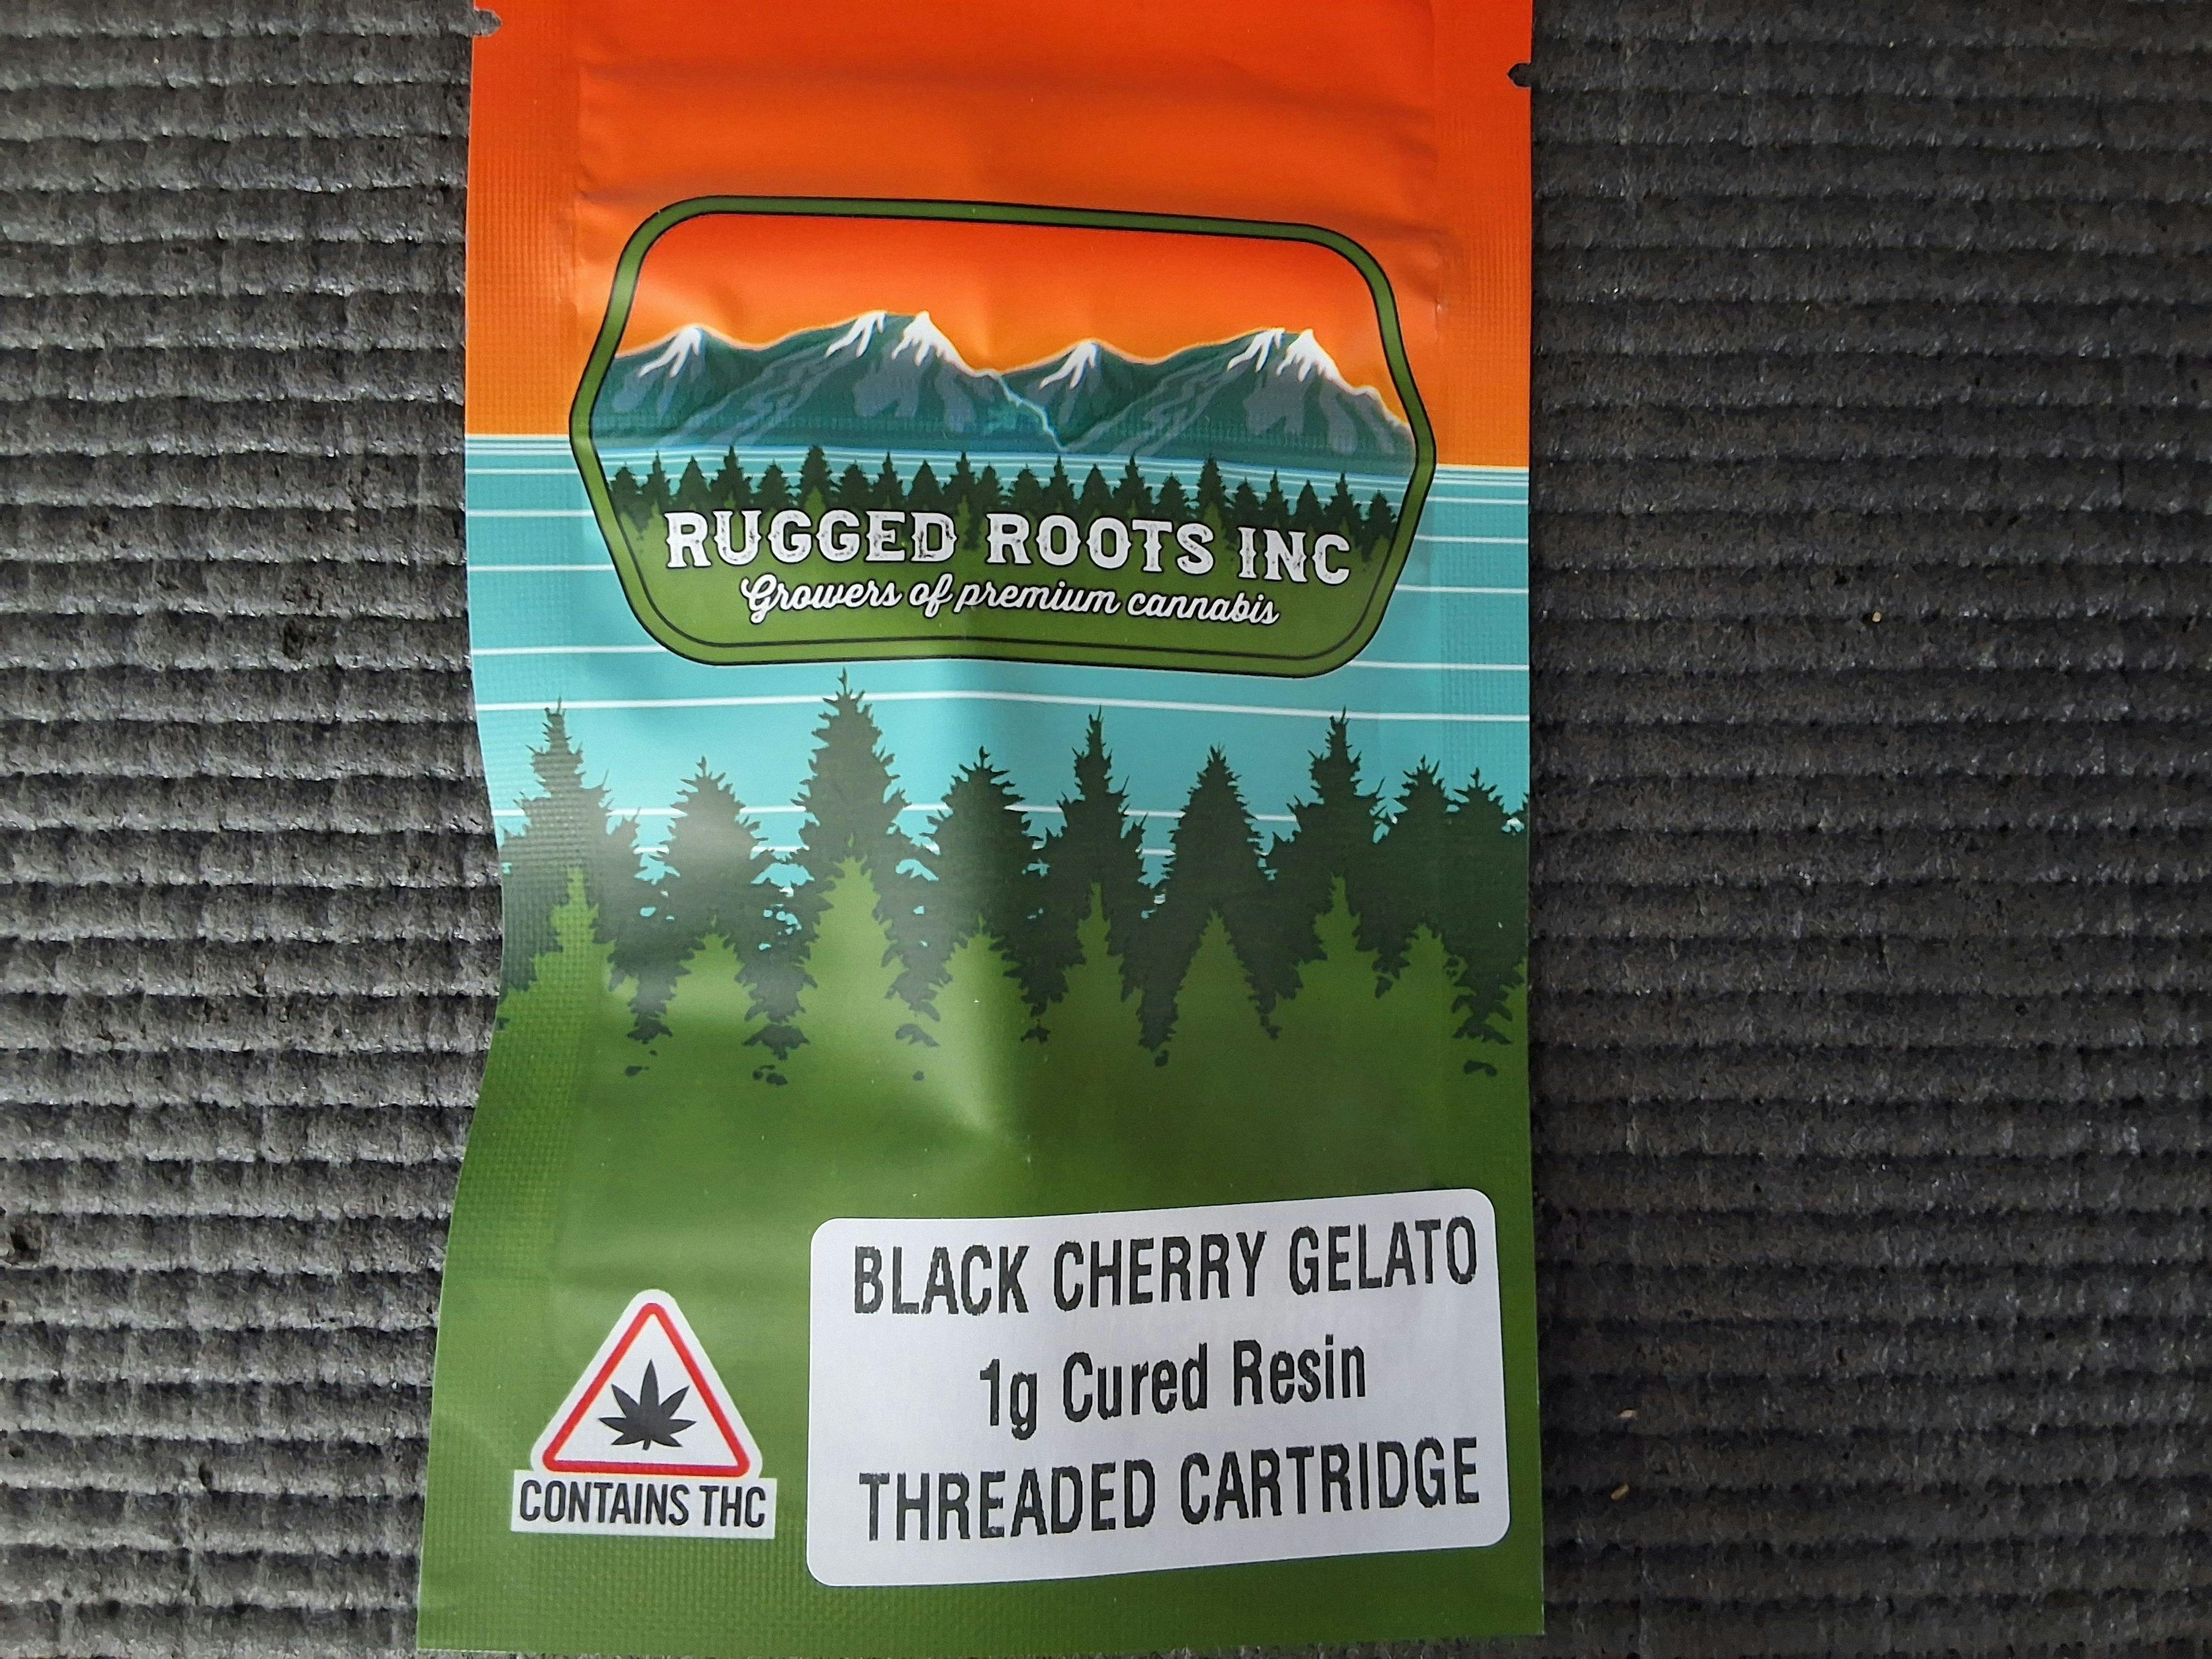 RUGGED ROOTS INC
Growers of premium cannabis
BLACK CHERRY GELATO
1g Cured Resin
THREADED CARTRIDGE
CONTAINS THC